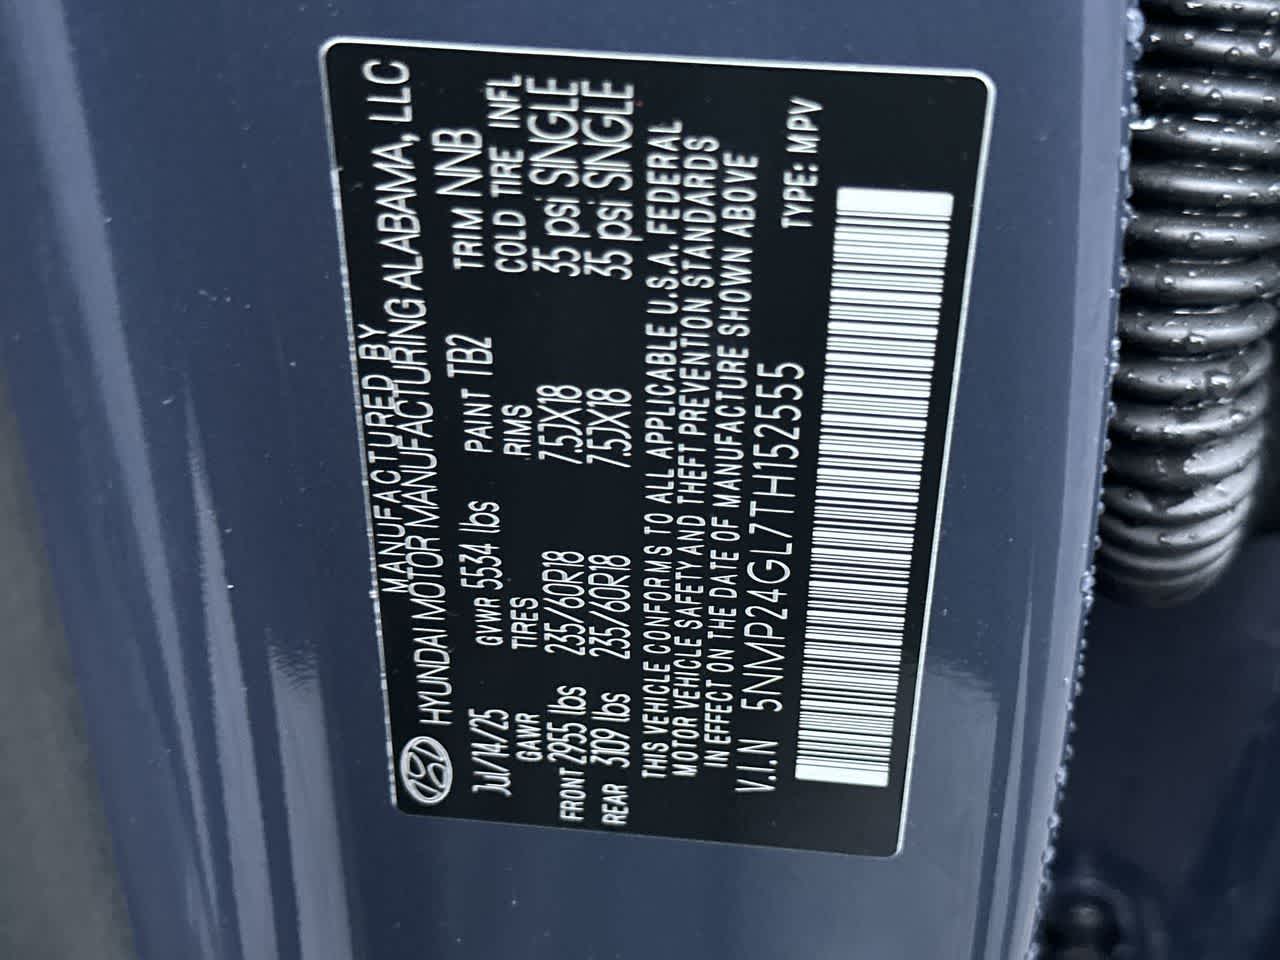 MANUFACTURED BY
HYUNDAI MOTOR MANUFACTURING ALABAMA, LLC
Jul/14/25 GVWR 5534 lbs PAINT TB2 TRIM NNB
GAWR TIRES RIMS COLD TIRE INFL
FRONT 2955 lbs 235/60R18 7.5JX18 35 psi SINGLE
REAR 3109 lbs 235/60R18 7.5JX18 35 psi SINGLE
THIS VEHICLE CONFORMS TO ALL APPLICABLE U.S.A. FEDERAL
MOTOR VEHICLE SAFETY AND THEFT PREVENTION STANDARDS
IN EFFECT ON THE DATE OF MANUFACTURE SHOWN ABOVE
V.I.N 5NMP24GL7TH152555 TYPE: MPV